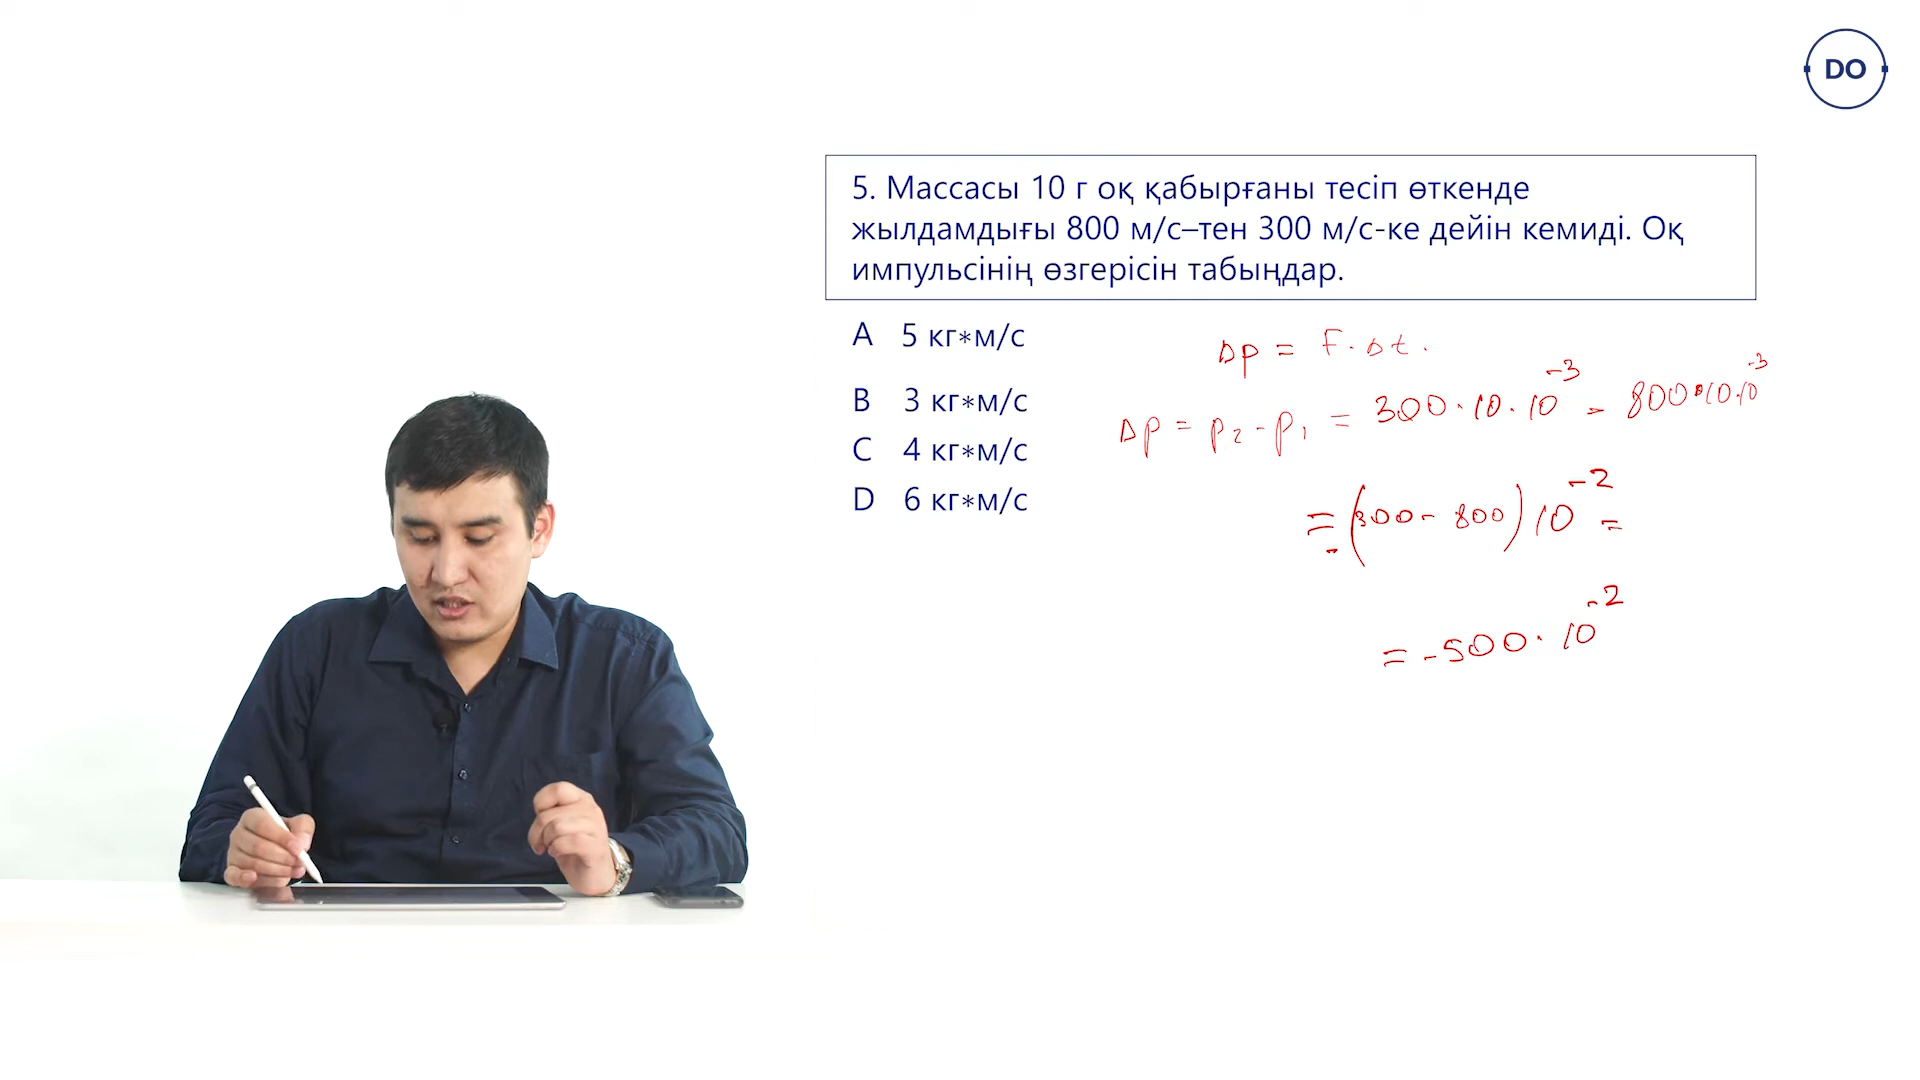 DO
5. Массасы 10 г оқ қабырғаны тесіп өткенде
жылдамдығы 800 м/с–тен 300 м/с-ке дейін кемиді. Оқ
импульсінің өзгерісін табыңдар.
A 5 кг*м/с
B 3 кг*м/с
C 4 кг*м/с
D 6 кг*м/с
Δp = F · Δt.
Δp = p₂ - p₁ = 300 · 10 · 10⁻³ - 800 · 10 · 10⁻³
= (300 - 800) 10⁻² =
= -500 · 10⁻²